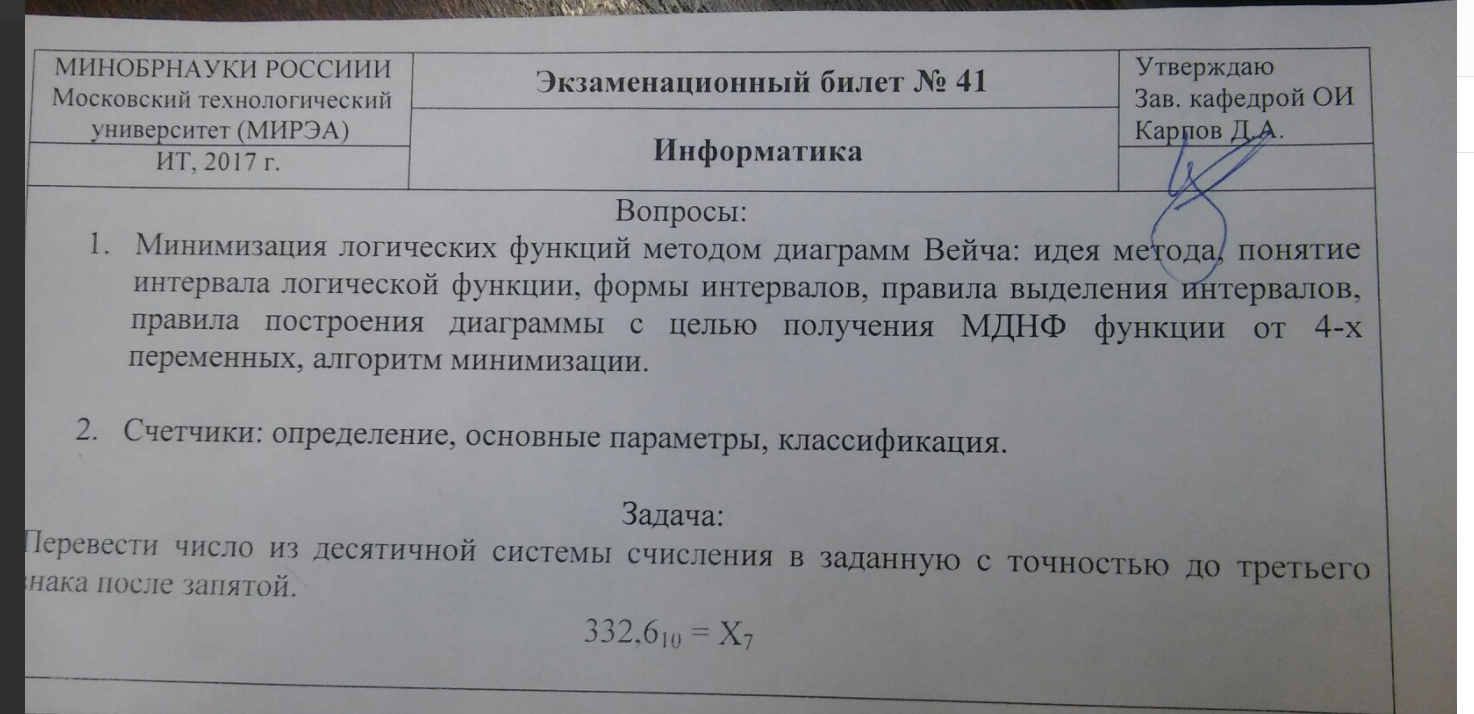 МИНОБРНАУКИ РОССИИИ
Московский технологический
университет (МИРЭА)
ИТ, 2017 г.
Экзаменационный билет № 41
Информатика
Утверждаю
Зав. кафедрой ОИ
Карпов Д.А.
Вопросы:
1. Минимизация логических функций методом диаграмм Вейча: идея метода, понятие
интервала логической функции, формы интервалов, правила выделения интервалов,
правила построения диаграммы с целью получения МДНФ функции от 4-х
переменных, алгоритм минимизации.
2. Счетчики: определение, основные параметры, классификация.
Задача:
Перевести число из десятичной системы счисления в заданную с точностью до третьего
знака после запятой.
332,6₁₀ = X₇